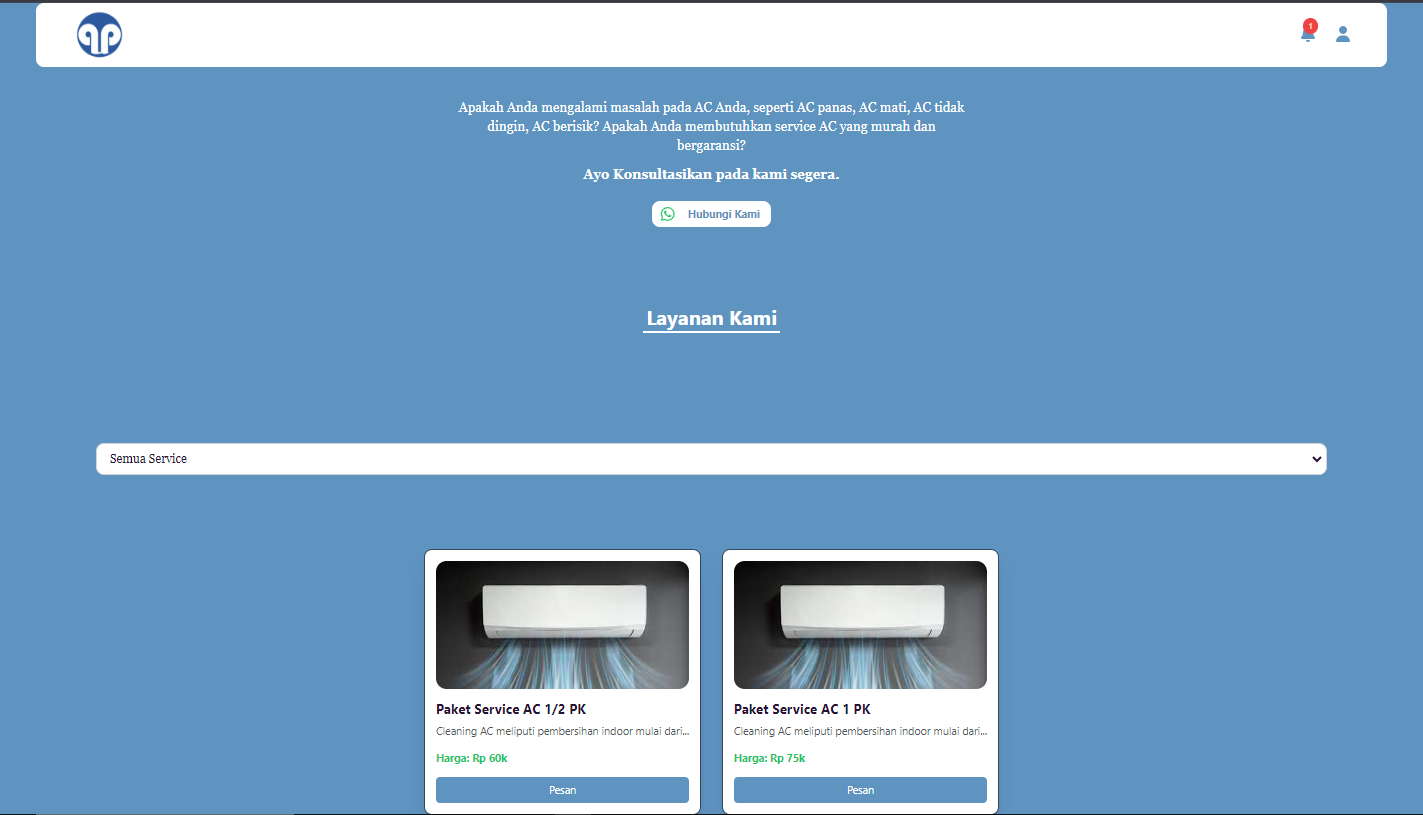 1
Apakah Anda mengalami masalah pada AC Anda, seperti AC panas, AC mati, AC tidak
dingin, AC berisik? Apakah Anda membutuhkan service AC yang murah dan
bergaransi?
Ayo Konsultasikan pada kami segera.
Hubungi Kami
Layanan Kami
Semua Service
Paket Service AC 1/2 PK
Cleaning AC meliputi pembersihan indoor mulai dari...
Harga: Rp 60k
Pesan
Paket Service AC 1 PK
Cleaning AC meliputi pembersihan indoor mulai dari...
Harga: Rp 75k
Pesan